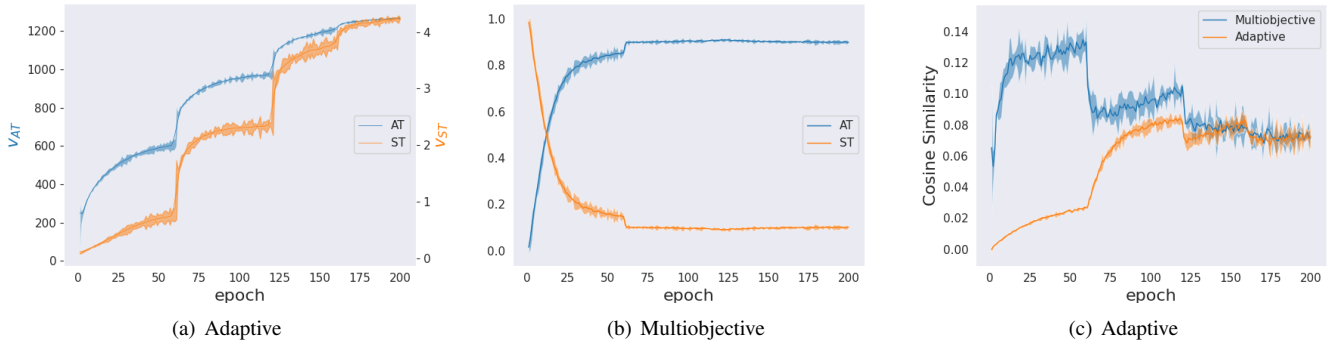 1200
1000
800
600
400
200
0
v_AT
4
3
2
1
0
v_ST
AT
ST
1 25 50 75 100 125 150 175 200
epoch
(a) Adaptive
1.0
0.8
0.6
0.4
0.2
0.0
AT
ST
0 25 50 75 100 125 150 175 200
epoch
(b) Multiobjective
0.14
0.12
0.10
0.08
0.06
0.04
0.02
0.00
Cosine Similarity
Multiobjective
Adaptive
0 25 50 75 100 125 150 175 200
epoch
(c) Adaptive